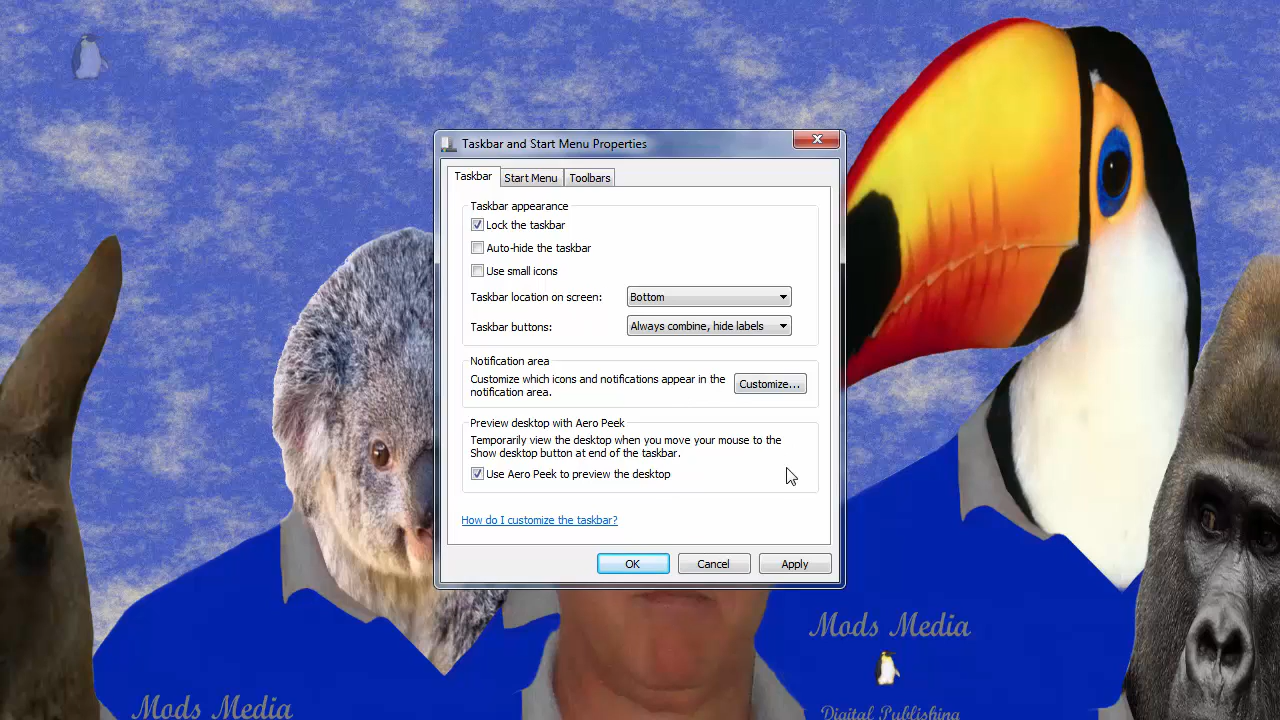 Taskbar and Start Menu Properties
Taskbar
Start Menu
Toolbars
Taskbar appearance
Lock the taskbar
Auto-hide the taskbar
Use small icons
Taskbar location on screen:
Bottom
Taskbar buttons:
Always combine, hide labels
Notification area
Customize which icons and notifications appear in the
notification area.
Customize...
Preview desktop with Aero Peek
Temporarily view the desktop when you move your mouse to the
Show desktop button at end of the taskbar.
Use Aero Peek to preview the desktop
How do I customize the taskbar?
OK
Cancel
Apply
Mods Media
Digital Publishing
Mods Media